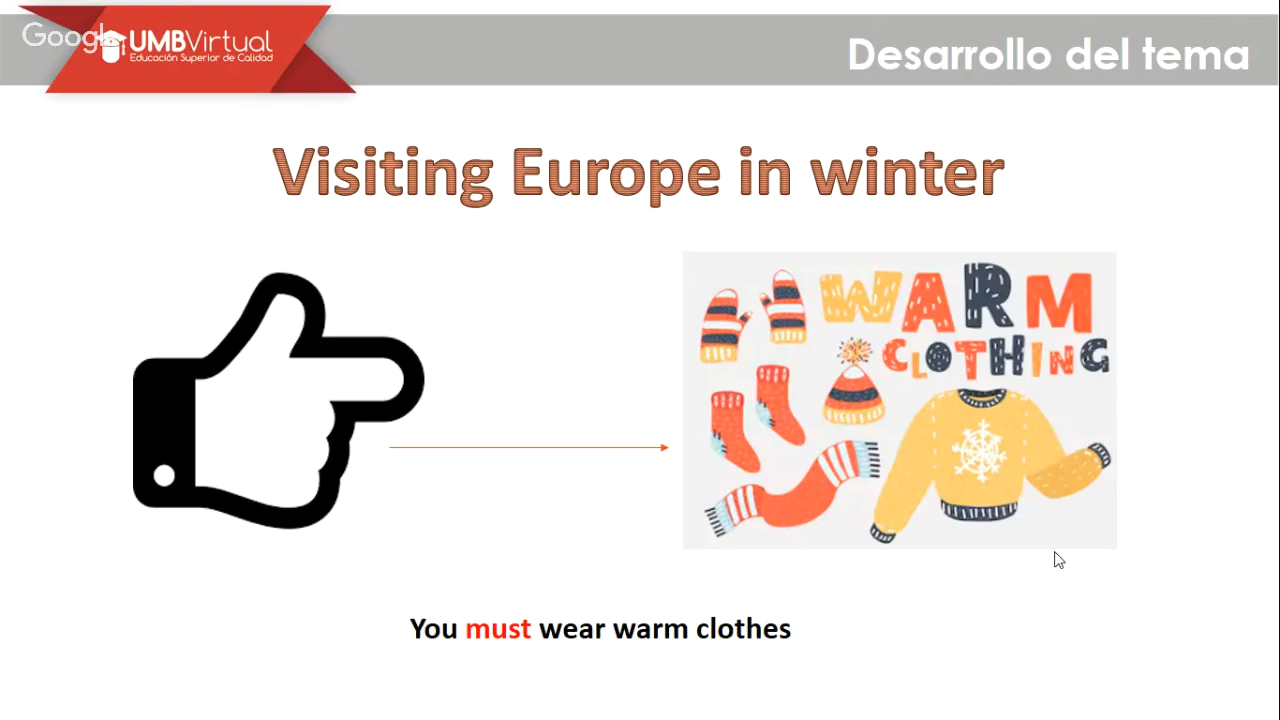 Google
UMBVirtual
Educación Superior de Calidad
Desarrollo del tema
Visiting Europe in winter
WARM
CLOTHING
You must wear warm clothes